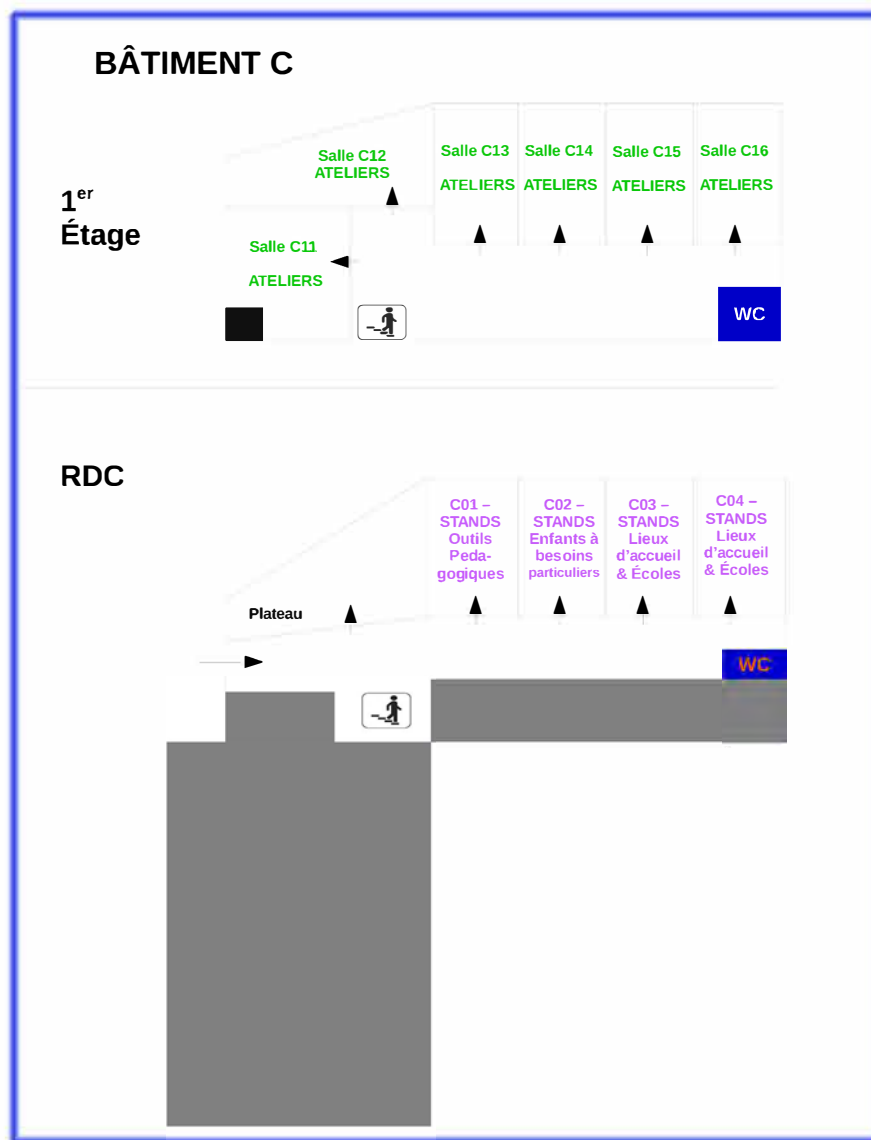 BÂTIMENT C
1er
Étage
Salle C12
ATELIERS
Salle C13
ATELIERS
Salle C14
ATELIERS
Salle C15
ATELIERS
Salle C16
ATELIERS
Salle C11
ATELIERS
WC
RDC
C01 –
STANDS
Outils
Peda-
gogiques
C02 –
STANDS
Enfants à
besoins
particuliers
C03 –
STANDS
Lieux
d'accueil
& Écoles
C04 –
STANDS
Lieux
d'accueil
& Écoles
Plateau
WC